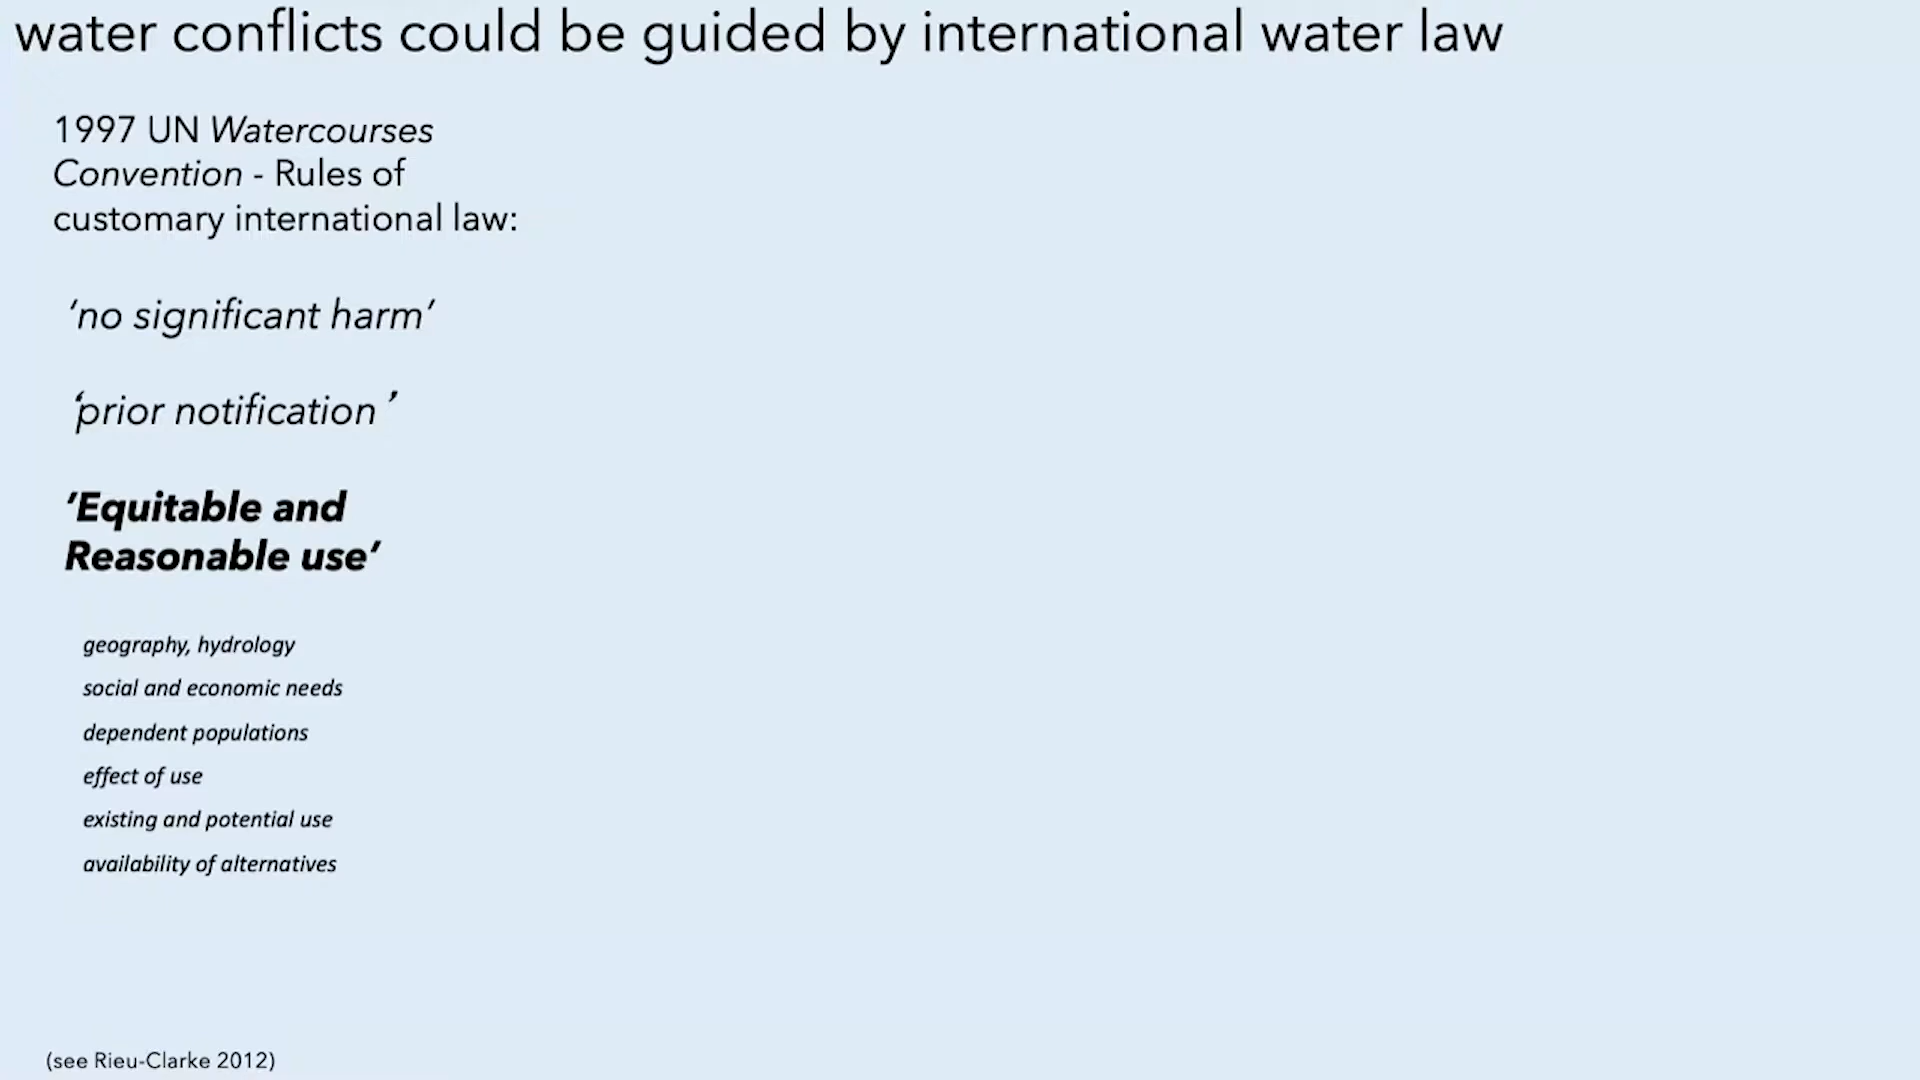 water conflicts could be guided by international water law
1997 UN Watercourses
Convention - Rules of
customary international law:
‘no significant harm’
‘prior notification ’
‘Equitable and
Reasonable use’
geography, hydrology
social and economic needs
dependent populations
effect of use
existing and potential use
availability of alternatives
(see Rieu-Clarke 2012)